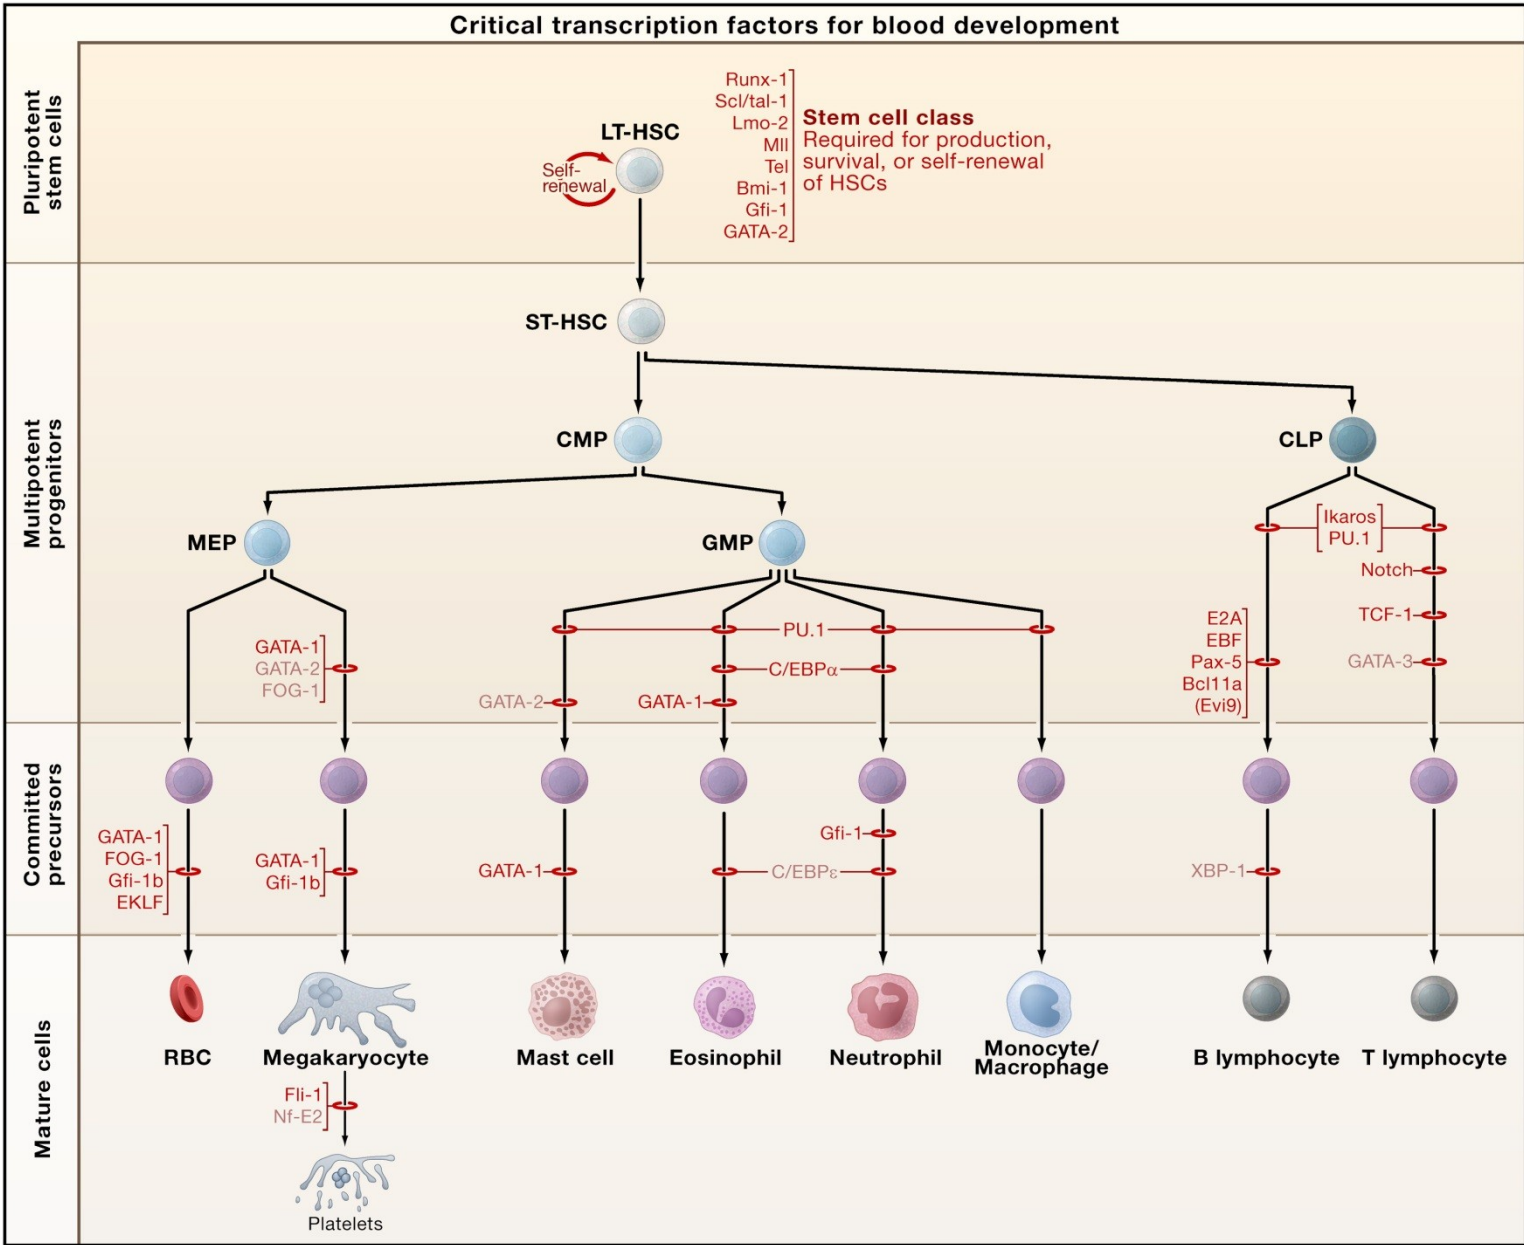 Critical transcription factors for blood development
Pluripotent
stem cells
LT-HSC
Self-
renewal
Runx-1
Scl/tal-1
Lmo-2
Mll
Tel
Bmi-1
Gfi-1
GATA-2
Stem cell class
Required for production,
survival, or self-renewal
of HSCs
Multipotent
progenitors
ST-HSC
CMP
CLP
MEP
GMP
Ikaros
PU.1
Notch
TCF-1
GATA-3
E2A
EBF
Pax-5
Bcl11a
(Evi9)
GATA-1
GATA-2
FOG-1
PU.1
C/EBPα
GATA-2
GATA-1
Committed
precursors
GATA-1
FOG-1
Gfi-1b
EKLF
GATA-1
Gfi-1b
GATA-1
Gfi-1
C/EBPε
XBP-1
Mature cells
RBC
Megakaryocyte
Mast cell
Eosinophil
Neutrophil
Monocyte/
Macrophage
B lymphocyte
T lymphocyte
Fli-1
Nf-E2
Platelets